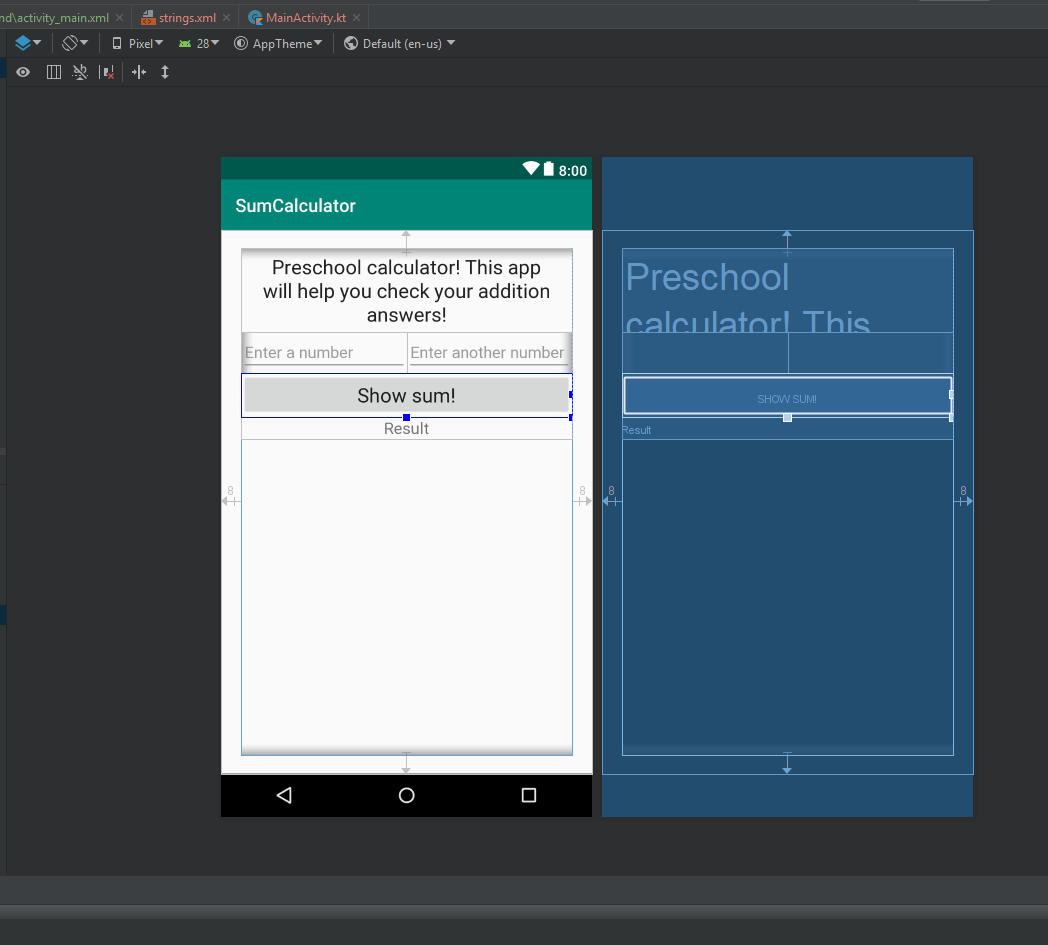 nd\activity_main.xml strings.xml MainActivity.kt
Pixel 28 AppTheme Default (en-us)
8:00
SumCalculator
Preschool calculator! This app
will help you check your addition
answers!
Enter a number Enter another number
Show sum!
Result
8 8
Preschool
calculator! This
SHOW SUM!
Result
8 8